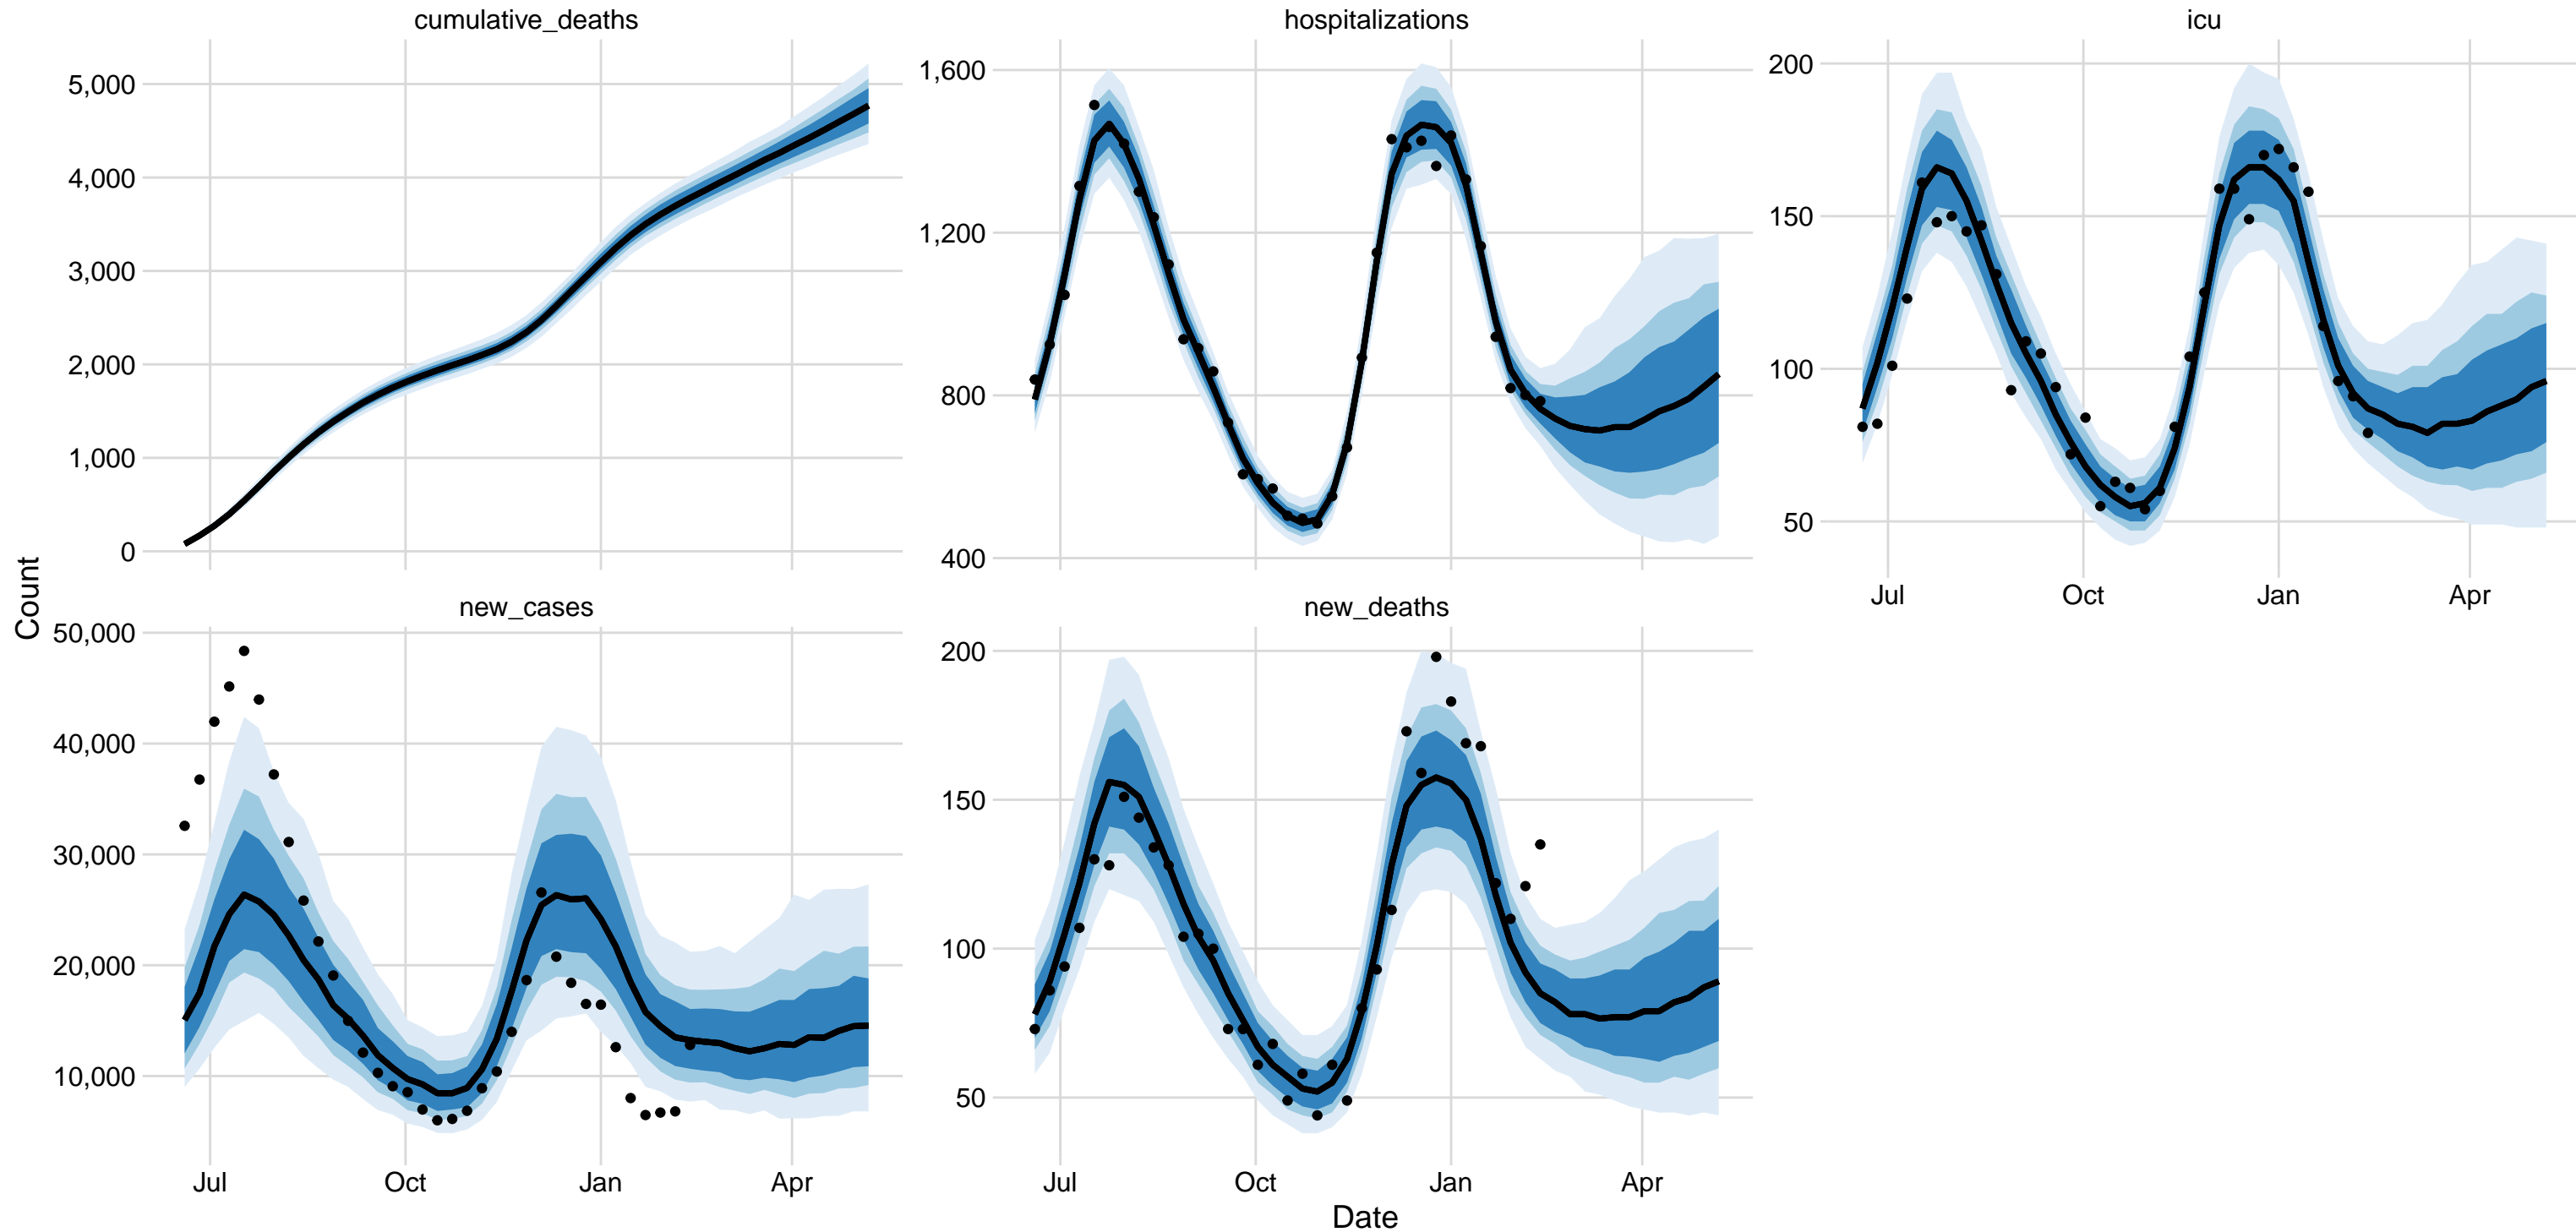 cumulative_deaths
5,000
4,000
3,000
2,000
1,000
0
hospitalizations
1,600
1,200
800
400
icu
200
150
100
50
Jul Oct Jan Apr
Count
new_cases
50,000
40,000
30,000
20,000
10,000
Jul Oct Jan Apr
new_deaths
200
150
100
50
Jul Oct Jan Apr
Date